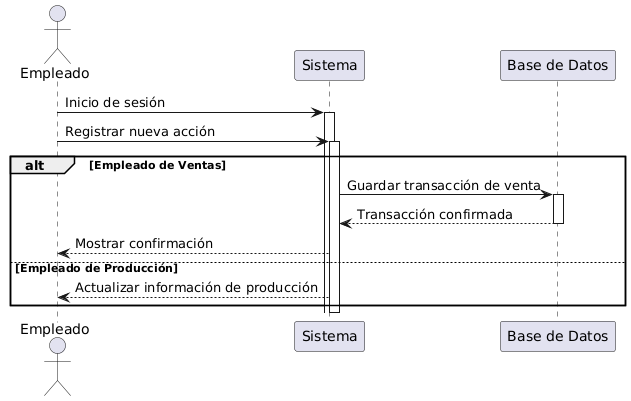 Empleado
Sistema
Base de Datos
Inicio de sesión
Registrar nueva acción
alt
[Empleado de Ventas]
Guardar transacción de venta
Transacción confirmada
Mostrar confirmación
[Empleado de Producción]
Actualizar información de producción
Empleado
Sistema
Base de Datos